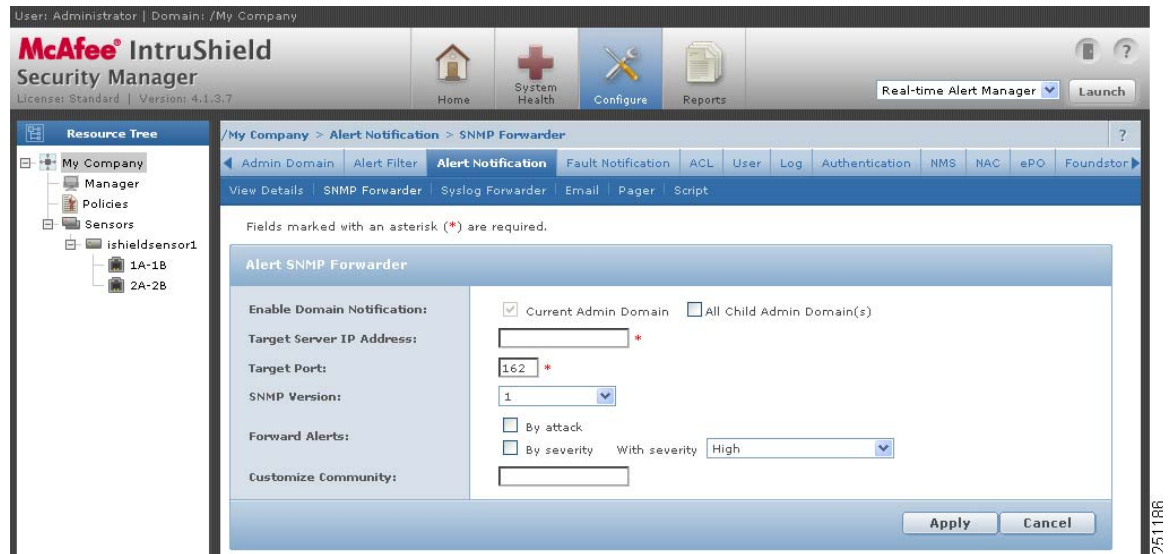 User: Administrator | Domain: /My Company
McAfee® IntruShield
Security Manager
License: Standard | Version: 4.1.3.7
Home
System Health
Configure
Reports
Real-time Alert Manager
Launch
?
Resource Tree
My Company
Manager
Policies
Sensors
ishieldsensor1
1A-1B
2A-2B
/My Company > Alert Notification > SNMP Forwarder
?
Admin Domain | Alert Filter | Alert Notification | Fault Notification | ACL | User | Log | Authentication | NMS | NAC | ePO | Foundstor
View Details | SNMP Forwarder | Syslog Forwarder | Email | Pager | Script
Fields marked with an asterisk (*) are required.
Alert SNMP Forwarder
Enable Domain Notification: Current Admin Domain All Child Admin Domain(s)
Target Server IP Address: *
Target Port: 162 *
SNMP Version: 1
Forward Alerts: By attack
By severity With severity High
Customize Community:
Apply Cancel
251186